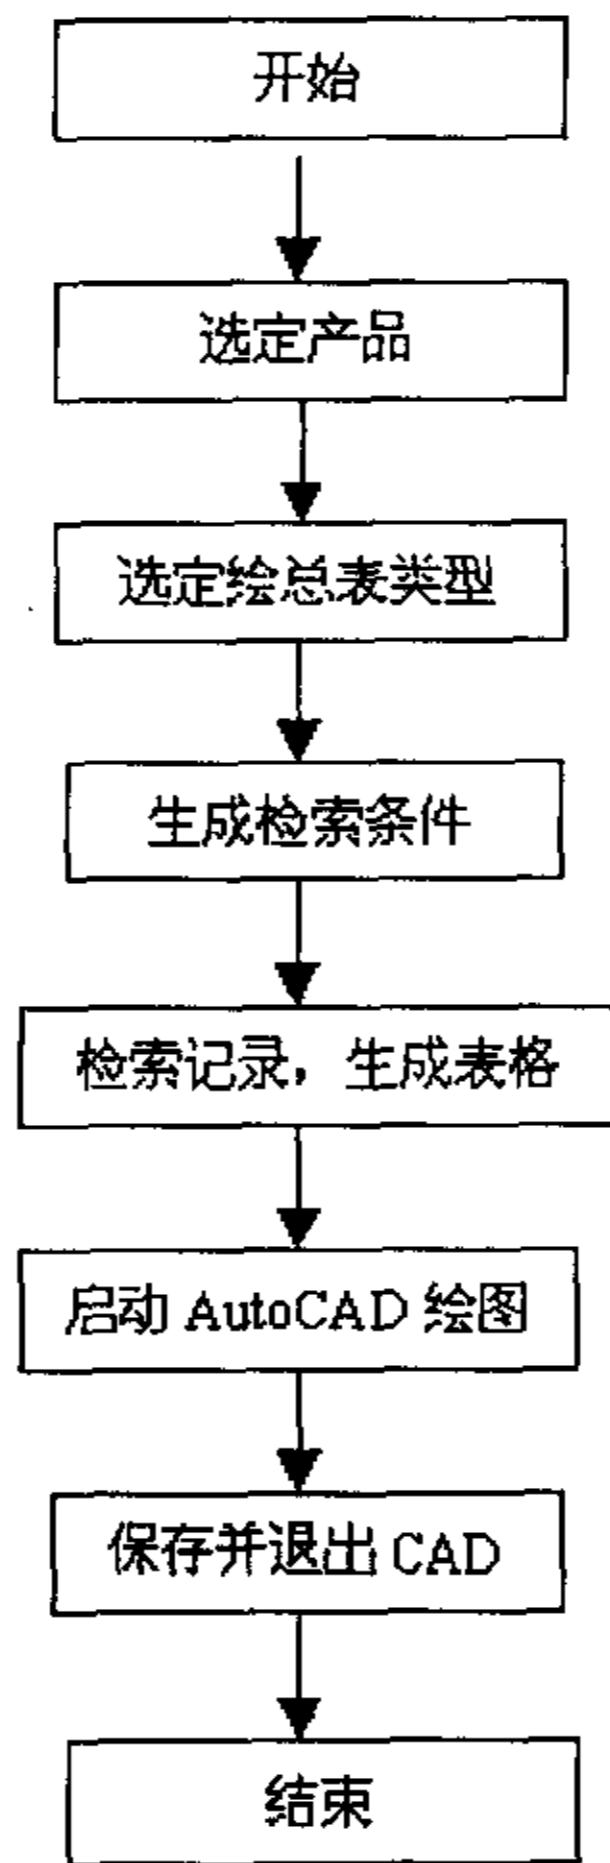 开始
选定产品
选定绘总表类型
生成检索条件
检索记录，生成表格
启动 AutoCAD 绘图
保存并退出 CAD
结束